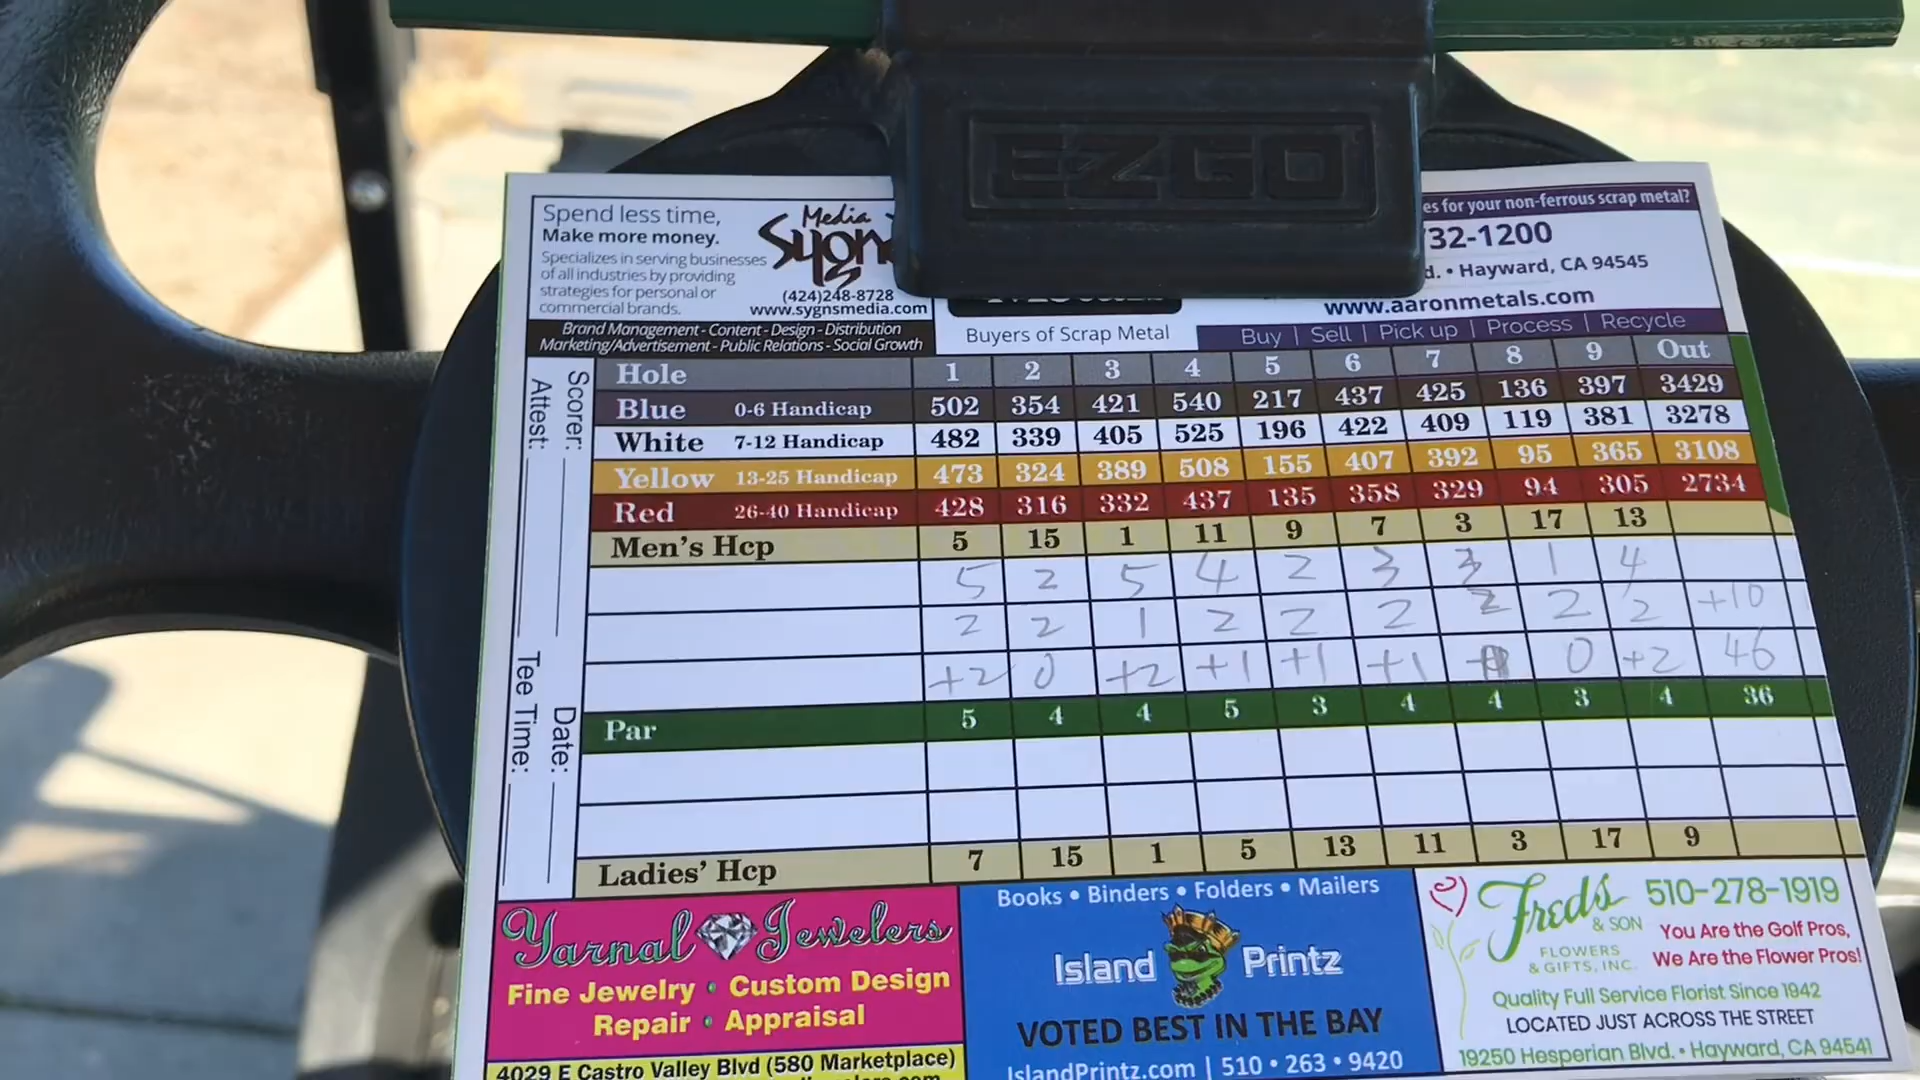 EZGO
Spend less time,
Make more money.
Specializes in serving businesses
of all industries by providing
strategies for personal or
commercial brands.
Media
Sygn
(424)248-8728
www.sygnsmedia.com
Brand Management - Content - Design - Distribution
Marketing/Advertisement - Public Relations - Social Growth
Buyers of Scrap Metal
es for your non-ferrous scrap metal?
732-1200
d. • Hayward, CA 94545
www.aaronmetals.com
Buy | Sell | Pick up | Process | Recycle
Scorer:
Attest:
Date:
Tee Time:
Hole 1 2 3 4 5 6 7 8 9 Out
Blue 0-6 Handicap 502 354 421 540 217 437 425 136 397 3429
White 7-12 Handicap 482 339 405 525 196 422 409 119 381 3278
Yellow 13-25 Handicap 473 324 389 508 155 407 392 95 365 3108
Red 26-40 Handicap 428 316 332 437 135 358 329 94 305 2734
Men's Hcp 5 15 1 11 9 7 3 17 13
5 2 5 4 2 3 3 1 4
2 2 1 2 2 2 2 2 2 +10
+2 0 +2 +1 +1 +1 0 +2 46
Par 5 4 4 5 3 4 4 3 4 36
Ladies' Hcp 7 15 1 5 13 11 3 17 9
Yarnal Jewelers
Fine Jewelry • Custom Design
Repair • Appraisal
4029 E Castro Valley Blvd (580 Marketplace)
Books • Binders • Folders • Mailers
Island Printz
VOTED BEST IN THE BAY
IslandPrintz.com | 510 • 263 • 9420
Freds
& SON
FLOWERS
& GIFTS, INC.
510-278-1919
You Are the Golf Pros,
We Are the Flower Pros!
Quality Full Service Florist Since 1942
LOCATED JUST ACROSS THE STREET
19250 Hesperian Blvd. • Hayward, CA 94541